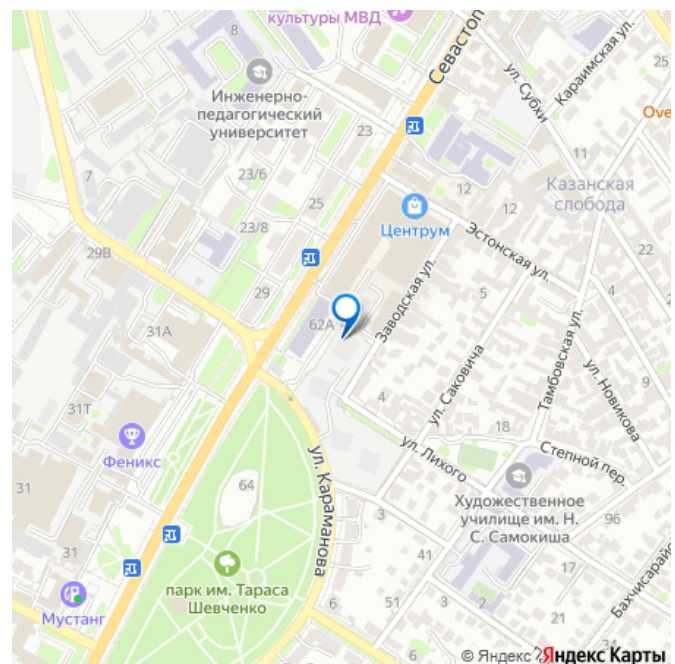 культуры МВД
Севастоп
ул. Субхи
Караимская ул.
25
Ove
Инженерно-
педагогический
университет
23
11
7
23/6
12
Казанская
слобода
25
Центрум
12
23/8
Эстонская ул.
22
29В
29
Заводская ул.
5
62А
31А
Тамбовская ул.
ул. Саковича
ул. Новикова
9
31Т
4
18
ул. Лихого
Степной пер.
Феникс
ул. Караманова
31
64
Художественное
училище им. Н.
С. Самокиша
96
3
41
31
парк им. Тараса
Шевченко
Бахчисарайс
51
3
2
17
21
Мустанг
6
34
6
© Яндекс
Яндекс Карты